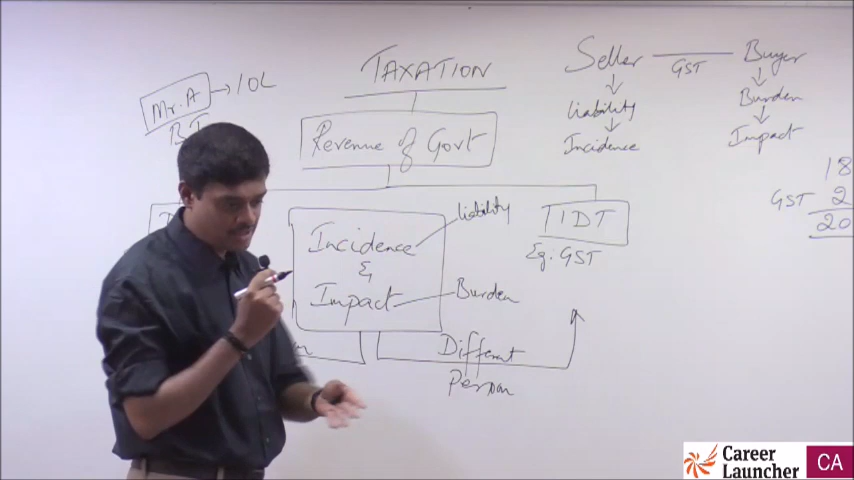 TAXATION
Revenue of Govt
Mr. A → 10L
Seller GST Buyer
liability
Incidence
Burden
Impact
18
GST 2
20
Incidence
&
Impact
liability
Burden
IDT
Eg. GST
Different
Person
Career
Launcher
CA